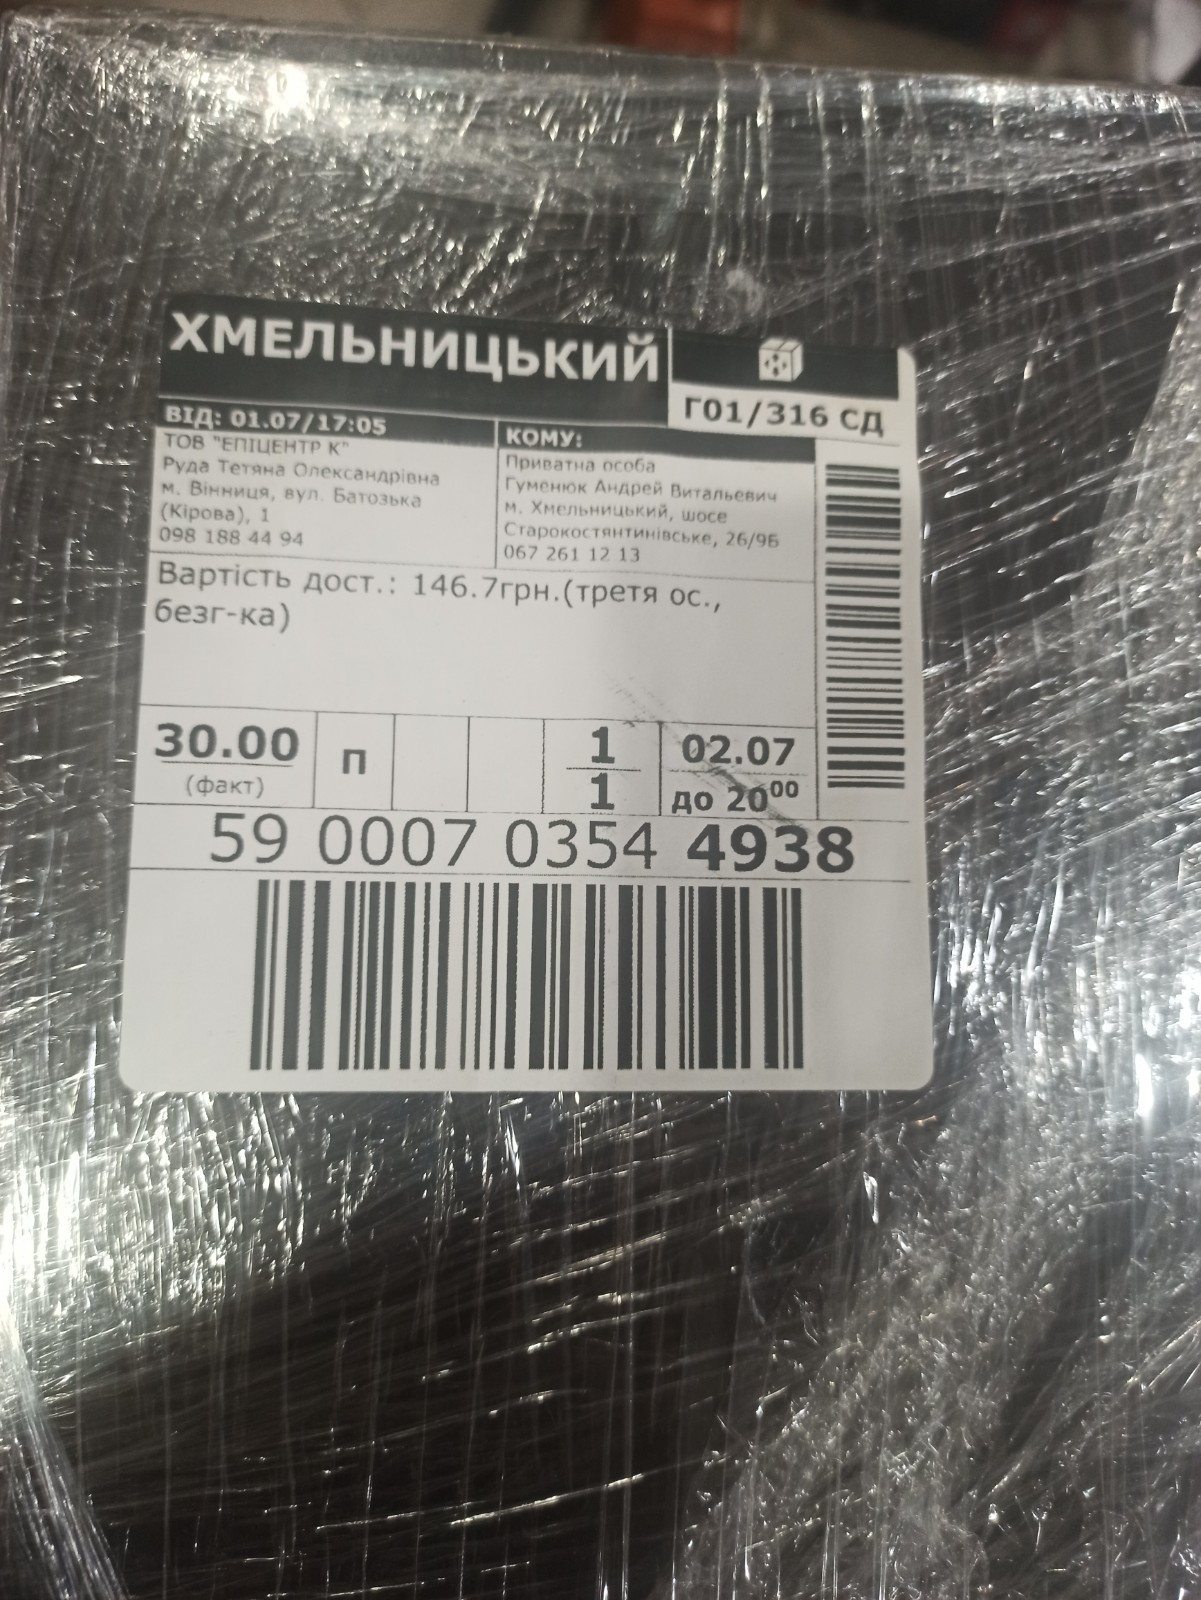 ХМЕЛЬНИЦЬКИЙ
Г01/316 СД
ВІД: 01.07/17:05
ТОВ "ЕПІЦЕНТР К"
Руда Тетяна Олександрівна
м. Вінниця, вул. Батозька
(Кірова), 1
098 188 44 94
КОМУ:
Приватна особа
Гуменюк Андрей Витальевич
м. Хмельницький, шосе
Старокостянтинівське, 26/9Б
067 261 12 13
Вартість дост.: 146.7грн.(третя ос.,
безг-ка)
30.00
(факт)
П
1
1
02.07
до 20⁰⁰
59 0007 0354 4938